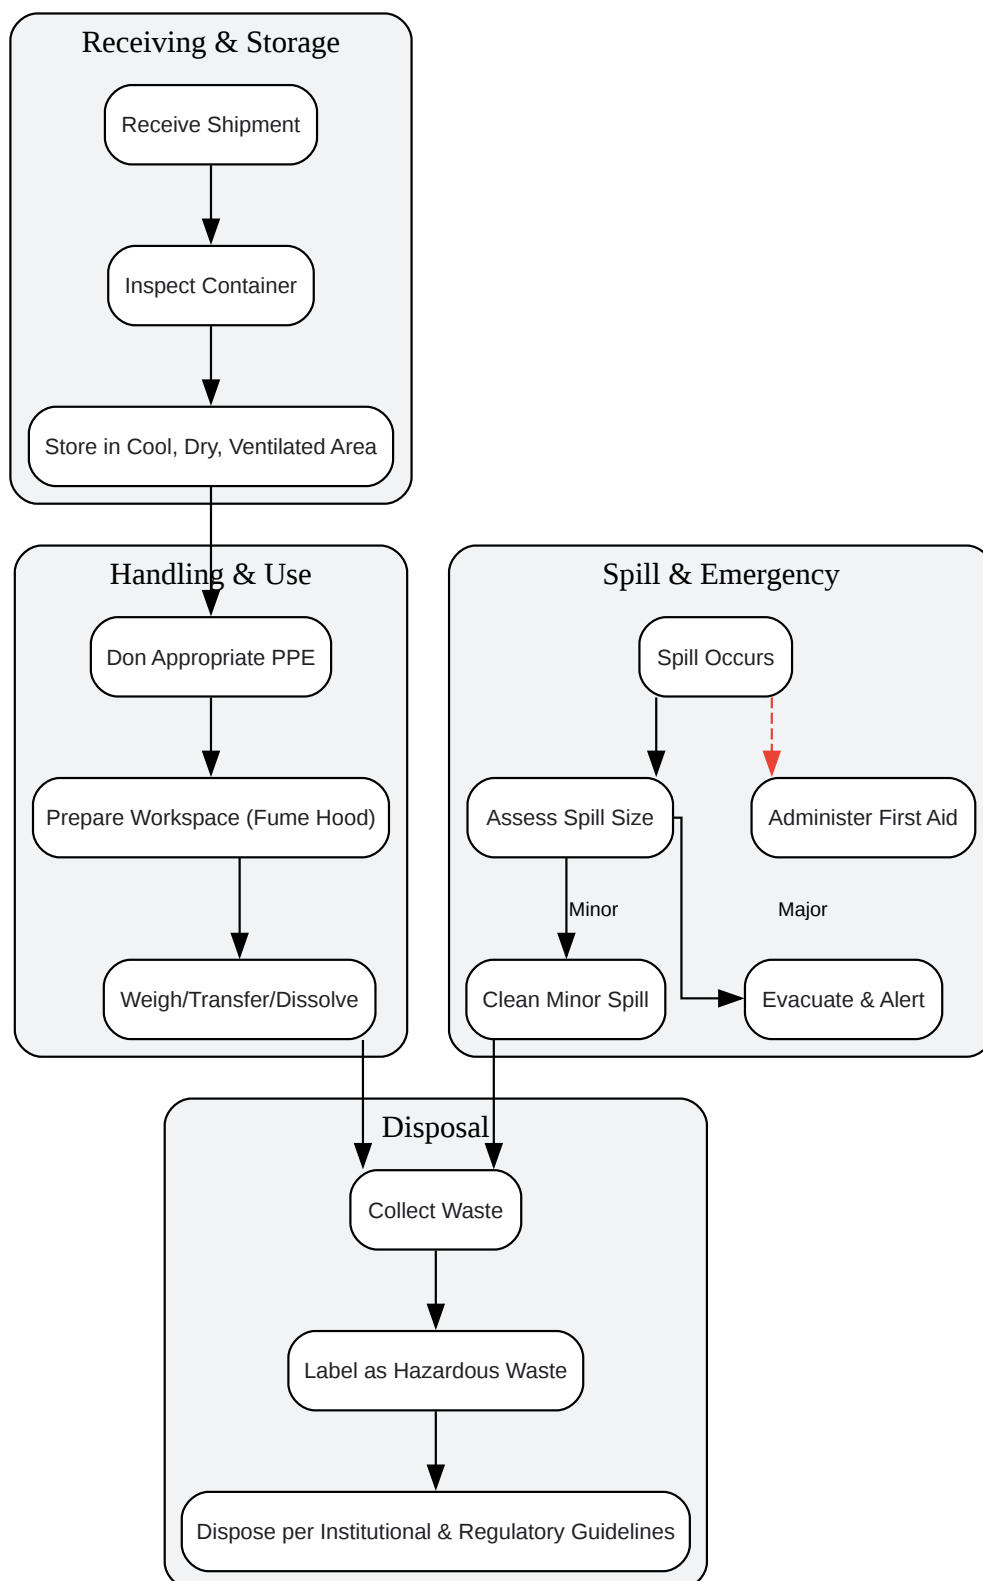 Receiving & Storage
Receive Shipment
Inspect Container
Store in Cool, Dry, Ventilated Area
Handling & Use
Don Appropriate PPE
Prepare Workspace (Fume Hood)
Weigh/Transfer/Dissolve
Spill & Emergency
Spill Occurs
Assess Spill Size
Administer First Aid
Minor
Major
Clean Minor Spill
Evacuate & Alert
Disposal
Collect Waste
Label as Hazardous Waste
Dispose per Institutional & Regulatory Guidelines